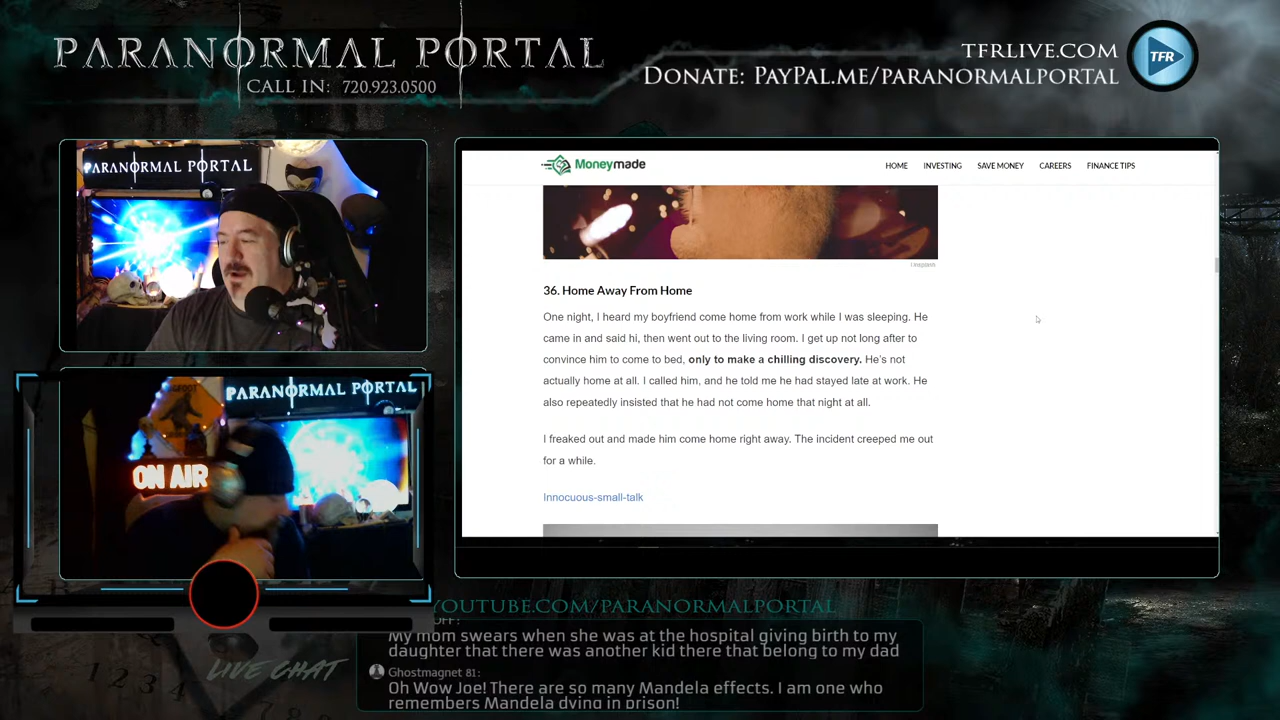 PARANORMAL PORTAL
CALL IN: 720.923.0500
TFRLIVE.COM
DONATE: PAYPAL.ME/PARANORMALPORTAL
TFR
PARANORMAL PORTAL
PARANORMAL PORTAL
ON AIR
Moneymade
HOME INVESTING SAVE MONEY CAREERS FINANCE TIPS
36. Home Away From Home
One night, I heard my boyfriend come home from work while I was sleeping. He
came in and said hi, then went out to the living room. I get up not long after to
convince him to come to bed, only to make a chilling discovery. He's not
actually home at all. I called him, and he told me he had stayed late at work. He
also repeatedly insisted that he had not come home that night at all.
I freaked out and made him come home right away. The incident creeped me out
for a while.
Innocuous-small-talk
YOUTUBE.COM/PARANORMALPORTAL
LIVE CHAT
My mom swears when she was at the hospital giving birth to my
daughter that there was another kid there that belong to my dad
Ghostmagnet 81:
Oh Wow Joe! There are so many Mandela effects. I am one who
remembers Mandela dying in prison!